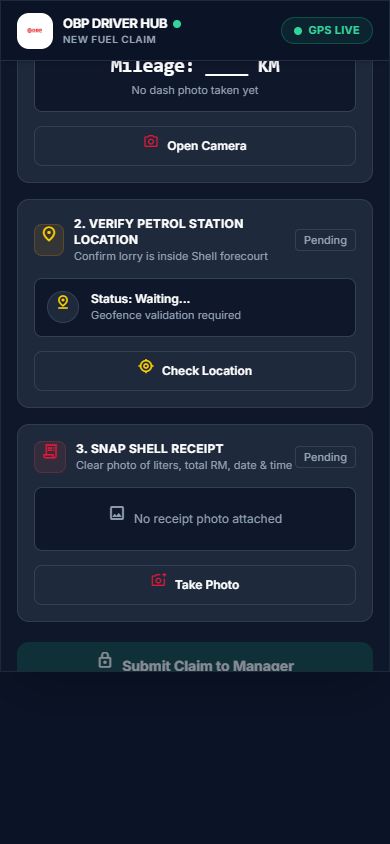 OBP DRIVER HUB
NEW FUEL CLAIM
GPS LIVE
Mileage: ____ KM
No dash photo taken yet
Open Camera
2. VERIFY PETROL STATION
LOCATION
Confirm lorry is inside Shell forecourt
Pending
Status: Waiting...
Geofence validation required
Check Location
3. SNAP SHELL RECEIPT
Clear photo of liters, total RM, date & time
Pending
No receipt photo attached
Take Photo
Submit Claim to Manager